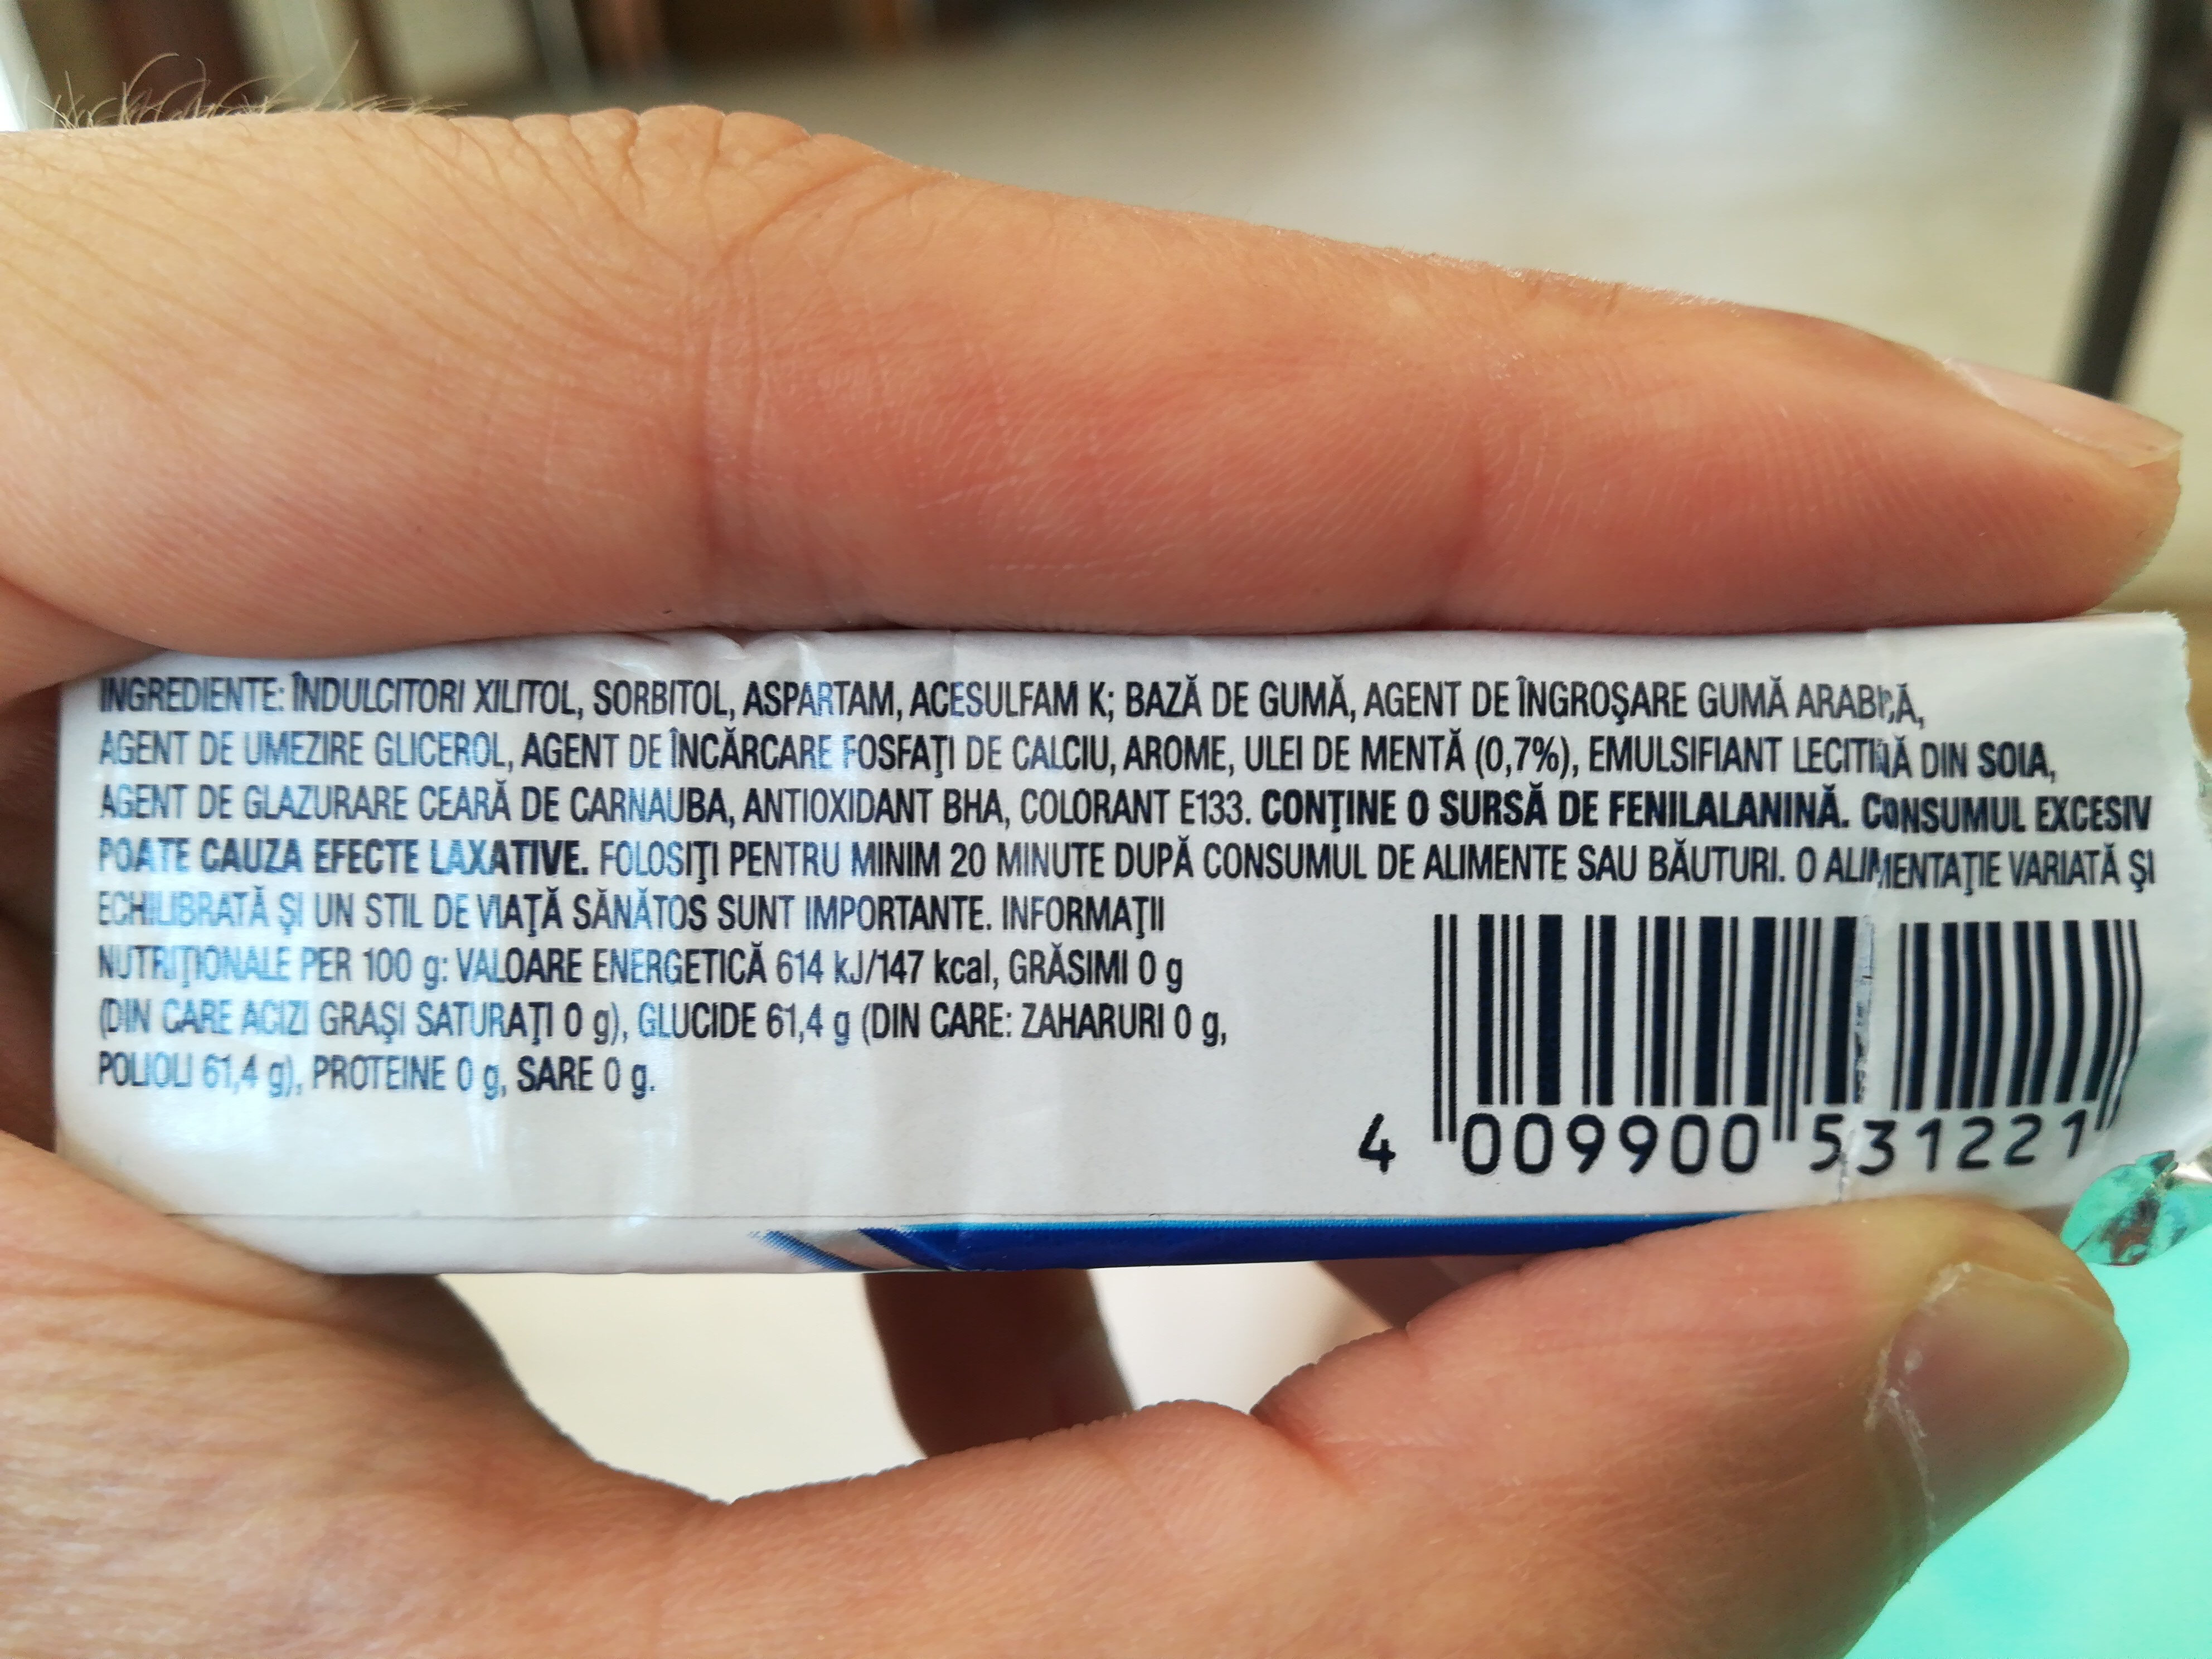 INGREDIENTE: ÎNDULCITORI XILITOL, SORBITOL, ASPARTAM, ACESULFAM K; BAZĂ DE GUMĂ, AGENT DE ÎNGROŞARE GUMĂ ARABICĂ,
AGENT DE UMEZIRE GLICEROL, AGENT DE ÎNCĂRCARE FOSFAŢI DE CALCIU, AROME, ULEI DE MENTĂ (0,7%), EMULSIFIANT LECITINĂ DIN SOIA,
AGENT DE GLAZURARE CEARĂ DE CARNAUBA, ANTIOXIDANT BHA, COLORANT E133. CONŢINE O SURSĂ DE FENILALANINĂ. CONSUMUL EXCESIV
POATE CAUZA EFECTE LAXATIVE. FOLOSIŢI PENTRU MINIM 20 MINUTE DUPĂ CONSUMUL DE ALIMENTE SAU BĂUTURI. O ALIMENTAŢIE VARIATĂ ŞI
ECHILIBRATĂ ŞI UN STIL DE VIAŢĂ SĂNĂTOS SUNT IMPORTANTE. INFORMAŢII
NUTRIŢIONALE PER 100 g: VALOARE ENERGETICĂ 614 kJ/147 kcal, GRĂSIMI 0 g
(DIN CARE ACIZI GRAŞI SATURAŢI 0 g), GLUCIDE 61,4 g (DIN CARE: ZAHARURI 0 g,
POLIOLI 61,4 g), PROTEINE 0 g, SARE 0 g.
4 009900 531221